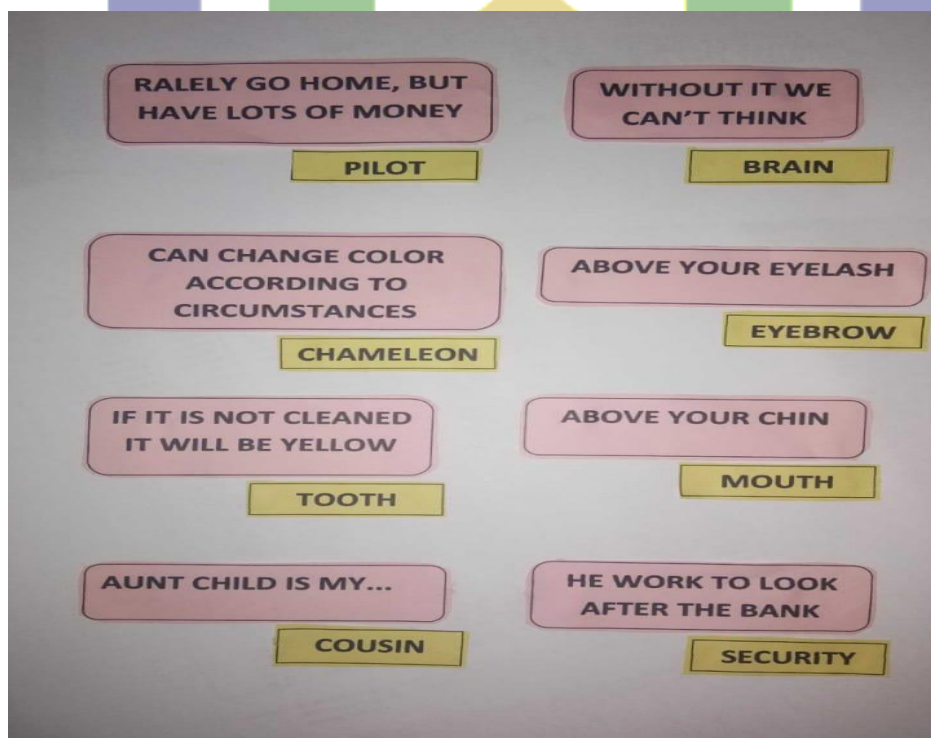 RALELY GO HOME, BUT
HAVE LOTS OF MONEY
PILOT
WITHOUT IT WE
CAN'T THINK
BRAIN
CAN CHANGE COLOR
ACCORDING TO
CIRCUMSTANCES
CHAMELEON
ABOVE YOUR EYELASH
EYEBROW
IF IT IS NOT CLEANED
IT WILL BE YELLOW
TOOTH
ABOVE YOUR CHIN
MOUTH
AUNT CHILD IS MY...
COUSIN
HE WORK TO LOOK
AFTER THE BANK
SECURITY